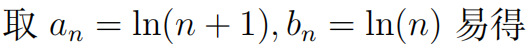 取 $a_n = \ln(n+1), b_n = \ln(n)$ 易得